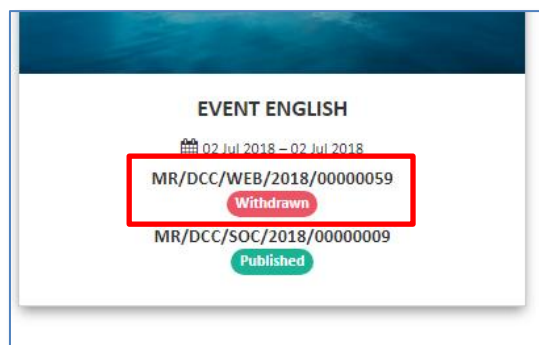 EVENT ENGLISH
02 Jul 2018 – 02 Jul 2018
MR/DCC/WEB/2018/00000059
Withdrawn
MR/DCC/SOC/2018/00000009
Published